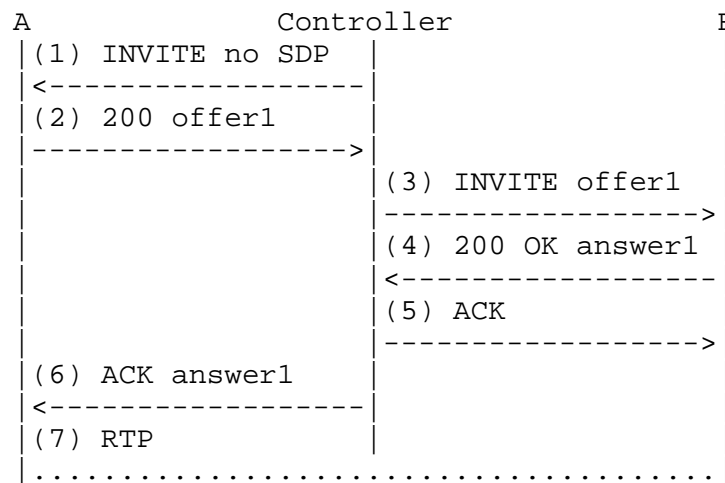 A Controller
(1) INVITE no SDP
(2) 200 offer1
(3) INVITE offer1
(4) 200 OK answer1
(5) ACK
(6) ACK answer1
(7) RTP